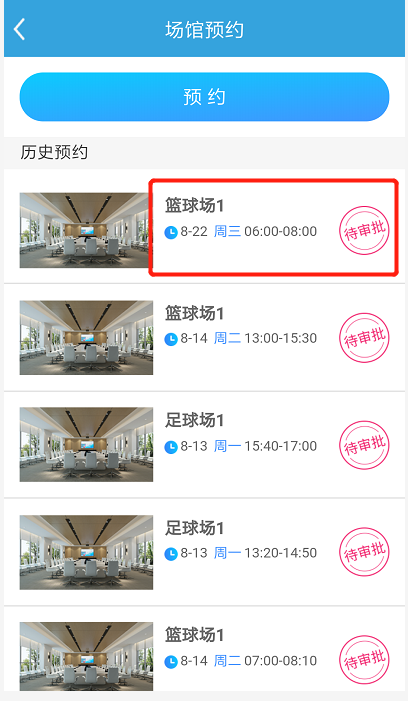 场馆预约
预 约
历史预约
篮球场1
8-22 周三 06:00-08:00
待审批
篮球场1
8-14 周二 13:00-15:30
待审批
足球场1
8-13 周一 15:40-17:00
待审批
足球场1
8-13 周一 13:20-14:50
待审批
篮球场1
8-14 周二 07:00-08:10
待审批